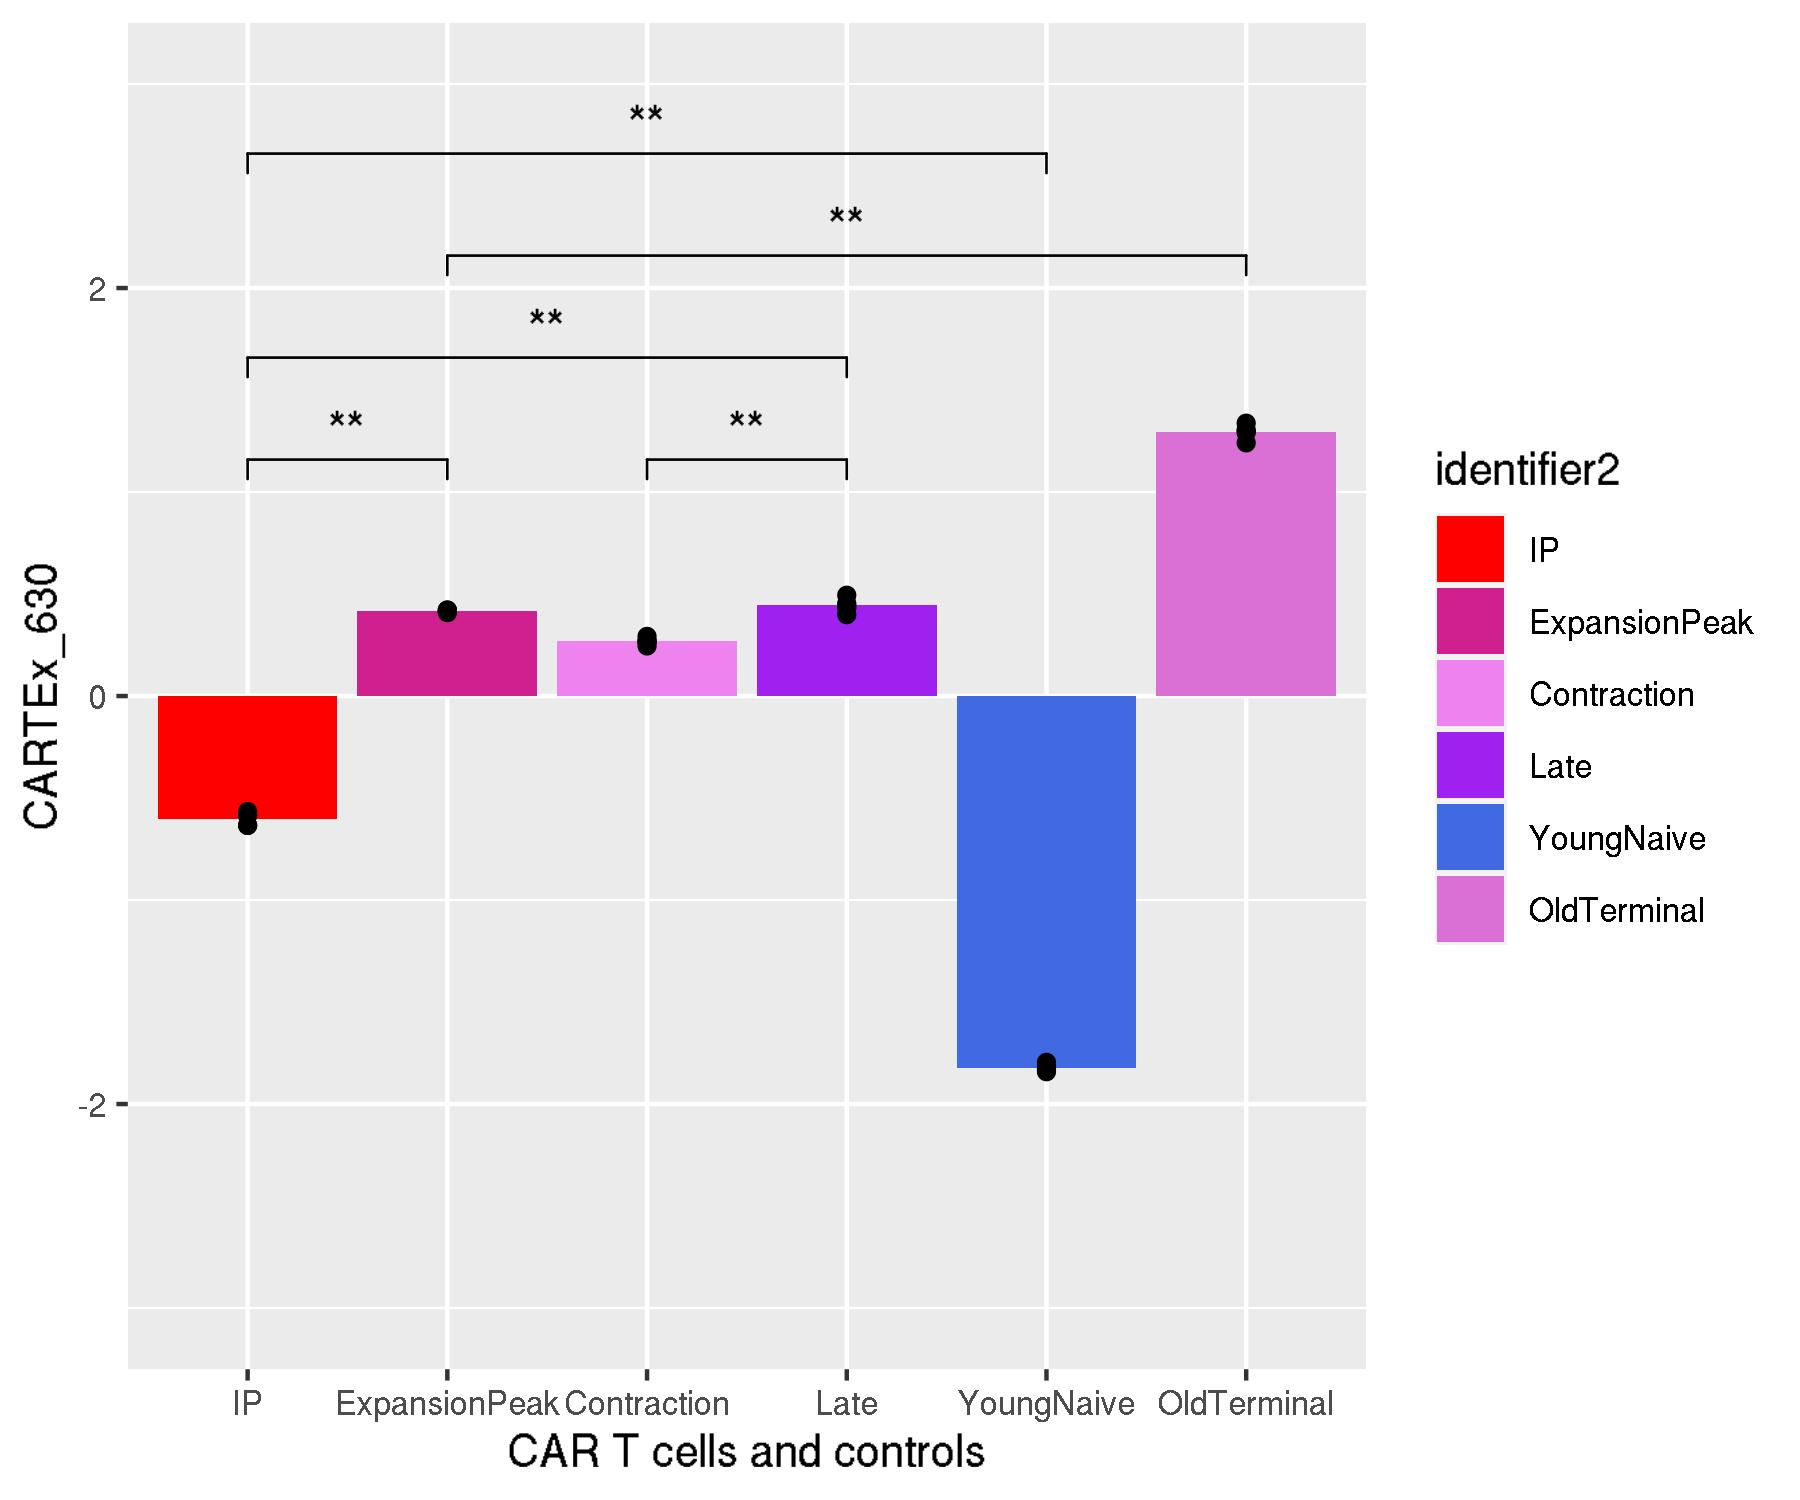 **
**
2
**
**
**
0
-2
CARTEx_630
IP
ExpansionPeak
Contraction
Late
YoungNaive
OldTerminal
CAR T cells and controls
identifier2
IP
ExpansionPeak
Contraction
Late
YoungNaive
OldTerminal